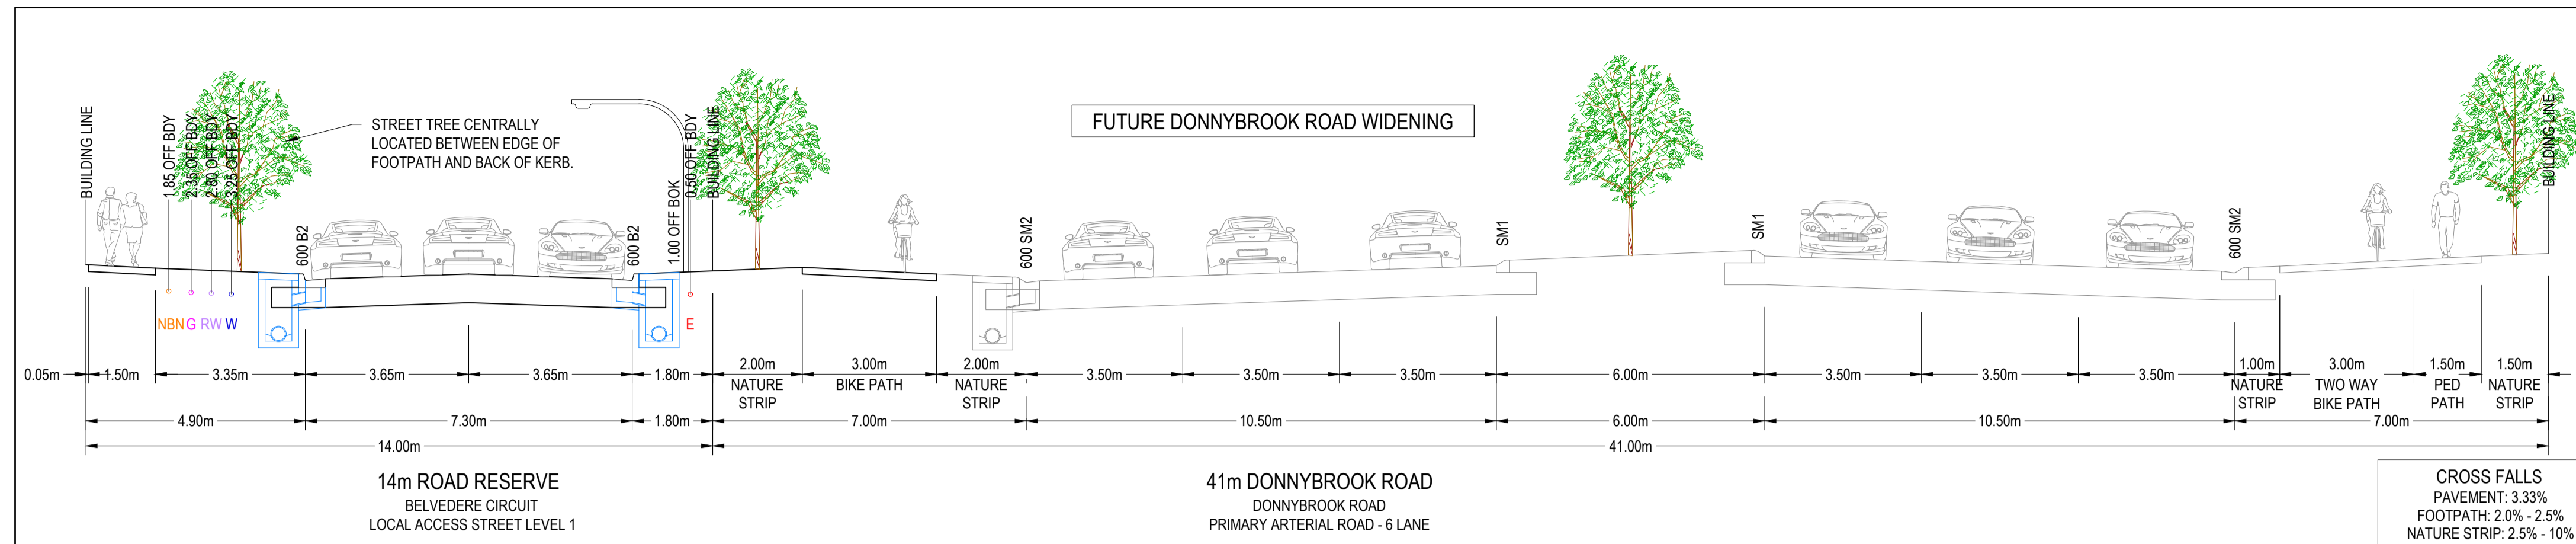 FUTURE DONNYBROOK ROAD WIDENING
STREET TREE CENTRALLY
LOCATED BETWEEN EDGE OF
FOOTPATH AND BACK OF KERB.
BUILDING LINE
1.85 OFF BDY
2.35 OFF BDY
2.80 OFF BDY
3.25 OFF BDY
600 B2
600 B2
1.00 OFF BOK
0.50 OFF BDY
BUILDING LINE
600 SM2
SM1
SM1
600 SM2
BUILDING LINE
NBN G RW W
E
0.05m 1.50m 3.35m 3.65m 3.65m 1.80m
2.00m
NATURE
STRIP
3.00m
BIKE PATH
2.00m
NATURE
STRIP
3.50m 3.50m 3.50m 6.00m 3.50m 3.50m 3.50m
1.00m
NATURE
STRIP
3.00m
TWO WAY
BIKE PATH
1.50m
PED
PATH
1.50m
NATURE
STRIP
4.90m 7.30m 1.80m 7.00m 10.50m 6.00m 10.50m 7.00m
14.00m 41.00m
14m ROAD RESERVE
BELVEDERE CIRCUIT
LOCAL ACCESS STREET LEVEL 1
41m DONNYBROOK ROAD
DONNYBROOK ROAD
PRIMARY ARTERIAL ROAD - 6 LANE
CROSS FALLS
PAVEMENT: 3.33%
FOOTPATH: 2.0% - 2.5%
NATURE STRIP: 2.5% - 10%